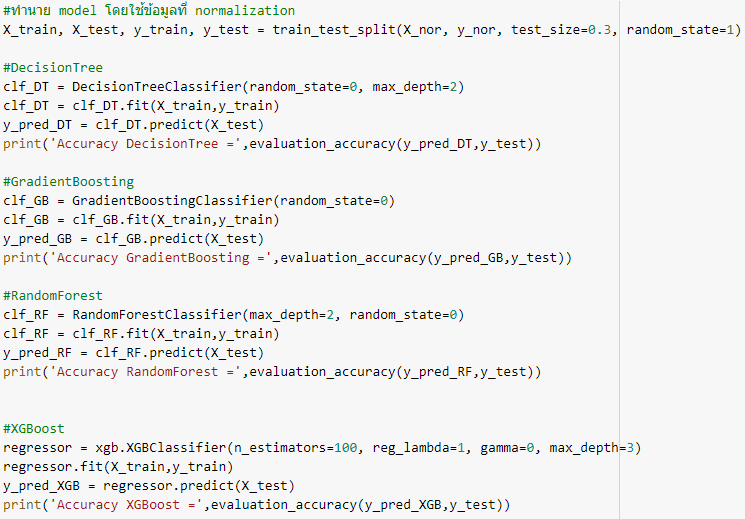 #ทำนาย model โดยใช้ข้อมูลที่ normalization
X_train, X_test, y_train, y_test = train_test_split(X_nor, y_nor, test_size=0.3, random_state=1)
#DecisionTree
clf_DT = DecisionTreeClassifier(random_state=0, max_depth=2)
clf_DT = clf_DT.fit(X_train,y_train)
y_pred_DT = clf_DT.predict(X_test)
print('Accuracy DecisionTree =',evaluation_accuracy(y_pred_DT,y_test))
#GradientBoosting
clf_GB = GradientBoostingClassifier(random_state=0)
clf_GB = clf_GB.fit(X_train,y_train)
y_pred_GB = clf_GB.predict(X_test)
print('Accuracy GradientBoosting =',evaluation_accuracy(y_pred_GB,y_test))
#RandomForest
clf_RF = RandomForestClassifier(max_depth=2, random_state=0)
clf_RF = clf_RF.fit(X_train,y_train)
y_pred_RF = clf_RF.predict(X_test)
print('Accuracy RandomForest =',evaluation_accuracy(y_pred_RF,y_test))
#XGBoost
regressor = xgb.XGBClassifier(n_estimators=100, reg_lambda=1, gamma=0, max_depth=3)
regressor.fit(X_train,y_train)
y_pred_XGB = regressor.predict(X_test)
print('Accuracy XGBoost =',evaluation_accuracy(y_pred_XGB,y_test))